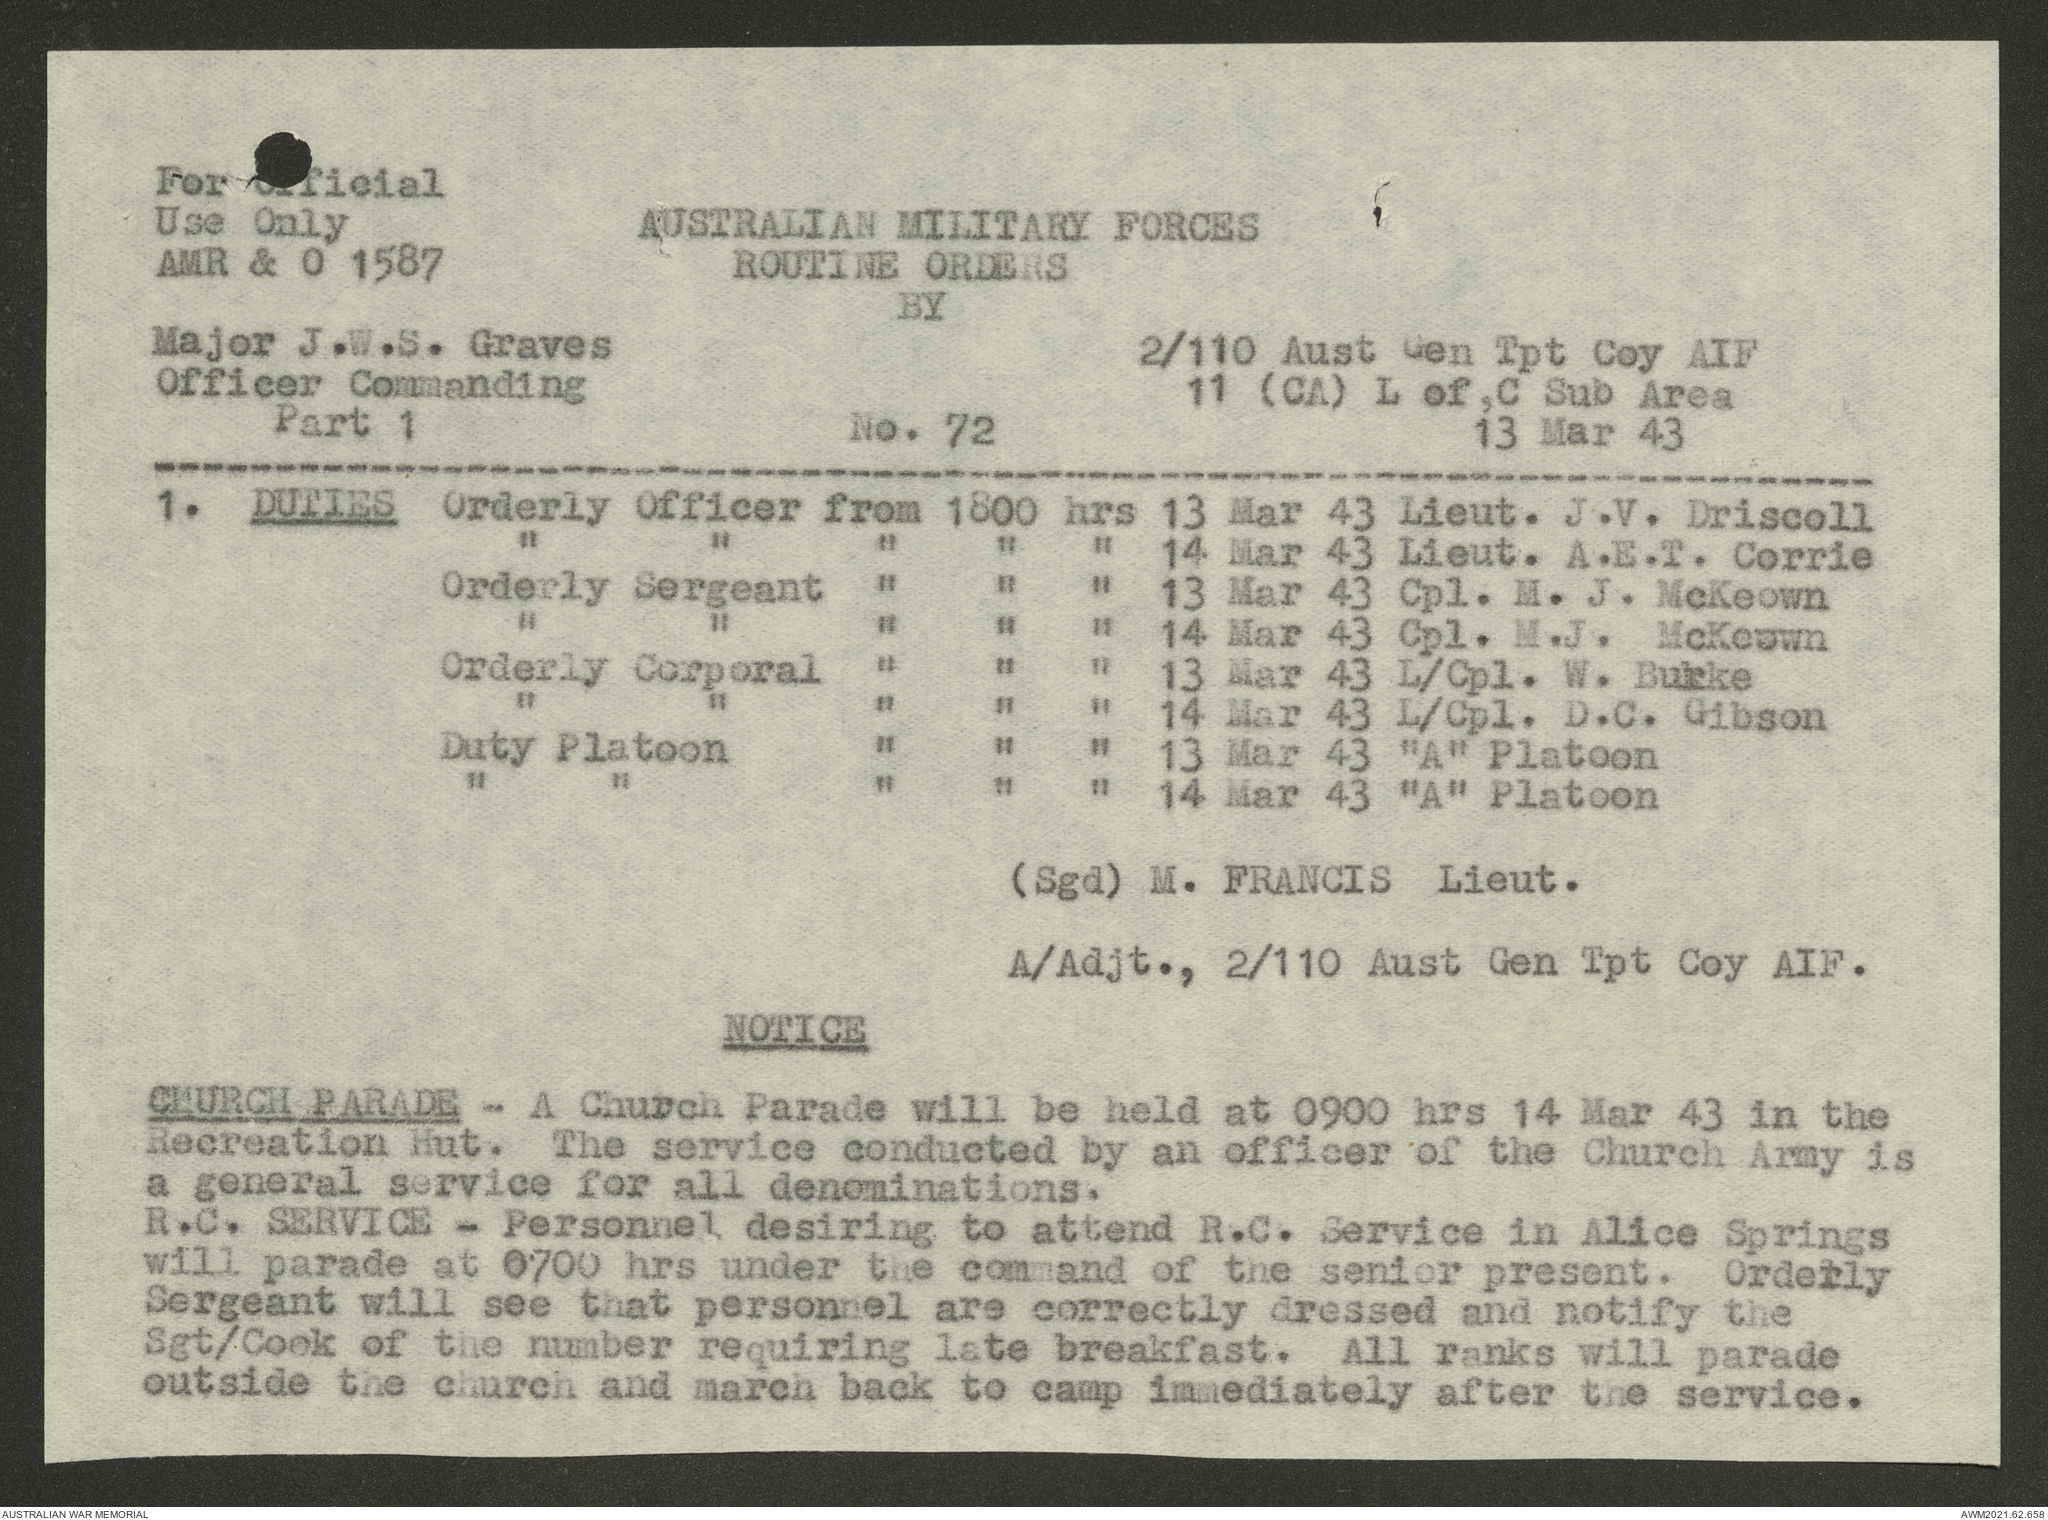 For Official
Use Only
AMR & O 1587
AUSTRALIAN MILITARY FORCES
ROUTINE ORDERS
BY
Major J.W.S. Graves
Officer Commanding
Part 1
No. 72
2/110 Aust Gen Tpt Coy AIF
11 (CA) L of,C Sub Area
13 Mar 43
1. DUTIES Orderly Officer from 1800 hrs 13 Mar 43 Lieut. J.V. Driscoll
" " " " " 14 Mar 43 Lieut. A.E.T. Corrie
Orderly Sergeant " " " 13 Mar 43 Cpl. M. J. McKeown
" " " " " 14 Mar 43 Cpl. M.J. McKeown
Orderly Corporal " " " 13 Mar 43 L/Cpl. W. Burke
" " " " " 14 Mar 43 L/Cpl. D.C. Gibson
Duty Platoon " " " 13 Mar 43 "A" Platoon
" " " " " 14 Mar 43 "A" Platoon
(Sgd) M. FRANCIS Lieut.
A/Adjt., 2/110 Aust Gen Tpt Coy AIF.
NOTICE
CHURCH PARADE - A Church Parade will be held at 0900 hrs 14 Mar 43 in the
Recreation Hut. The service conducted by an officer of the Church Army is
a general service for all denominations.
R.C. SERVICE - Personnel desiring to attend R.C. Service in Alice Springs
will parade at 0700 hrs under the command of the senior present. Orderly
Sergeant will see that personnel are correctly dressed and notify the
Sgt/Cook of the number requiring late breakfast. All ranks will parade
outside the church and march back to camp immediately after the service.
AUSTRALIAN WAR MEMORIAL
AWM2021.62.658